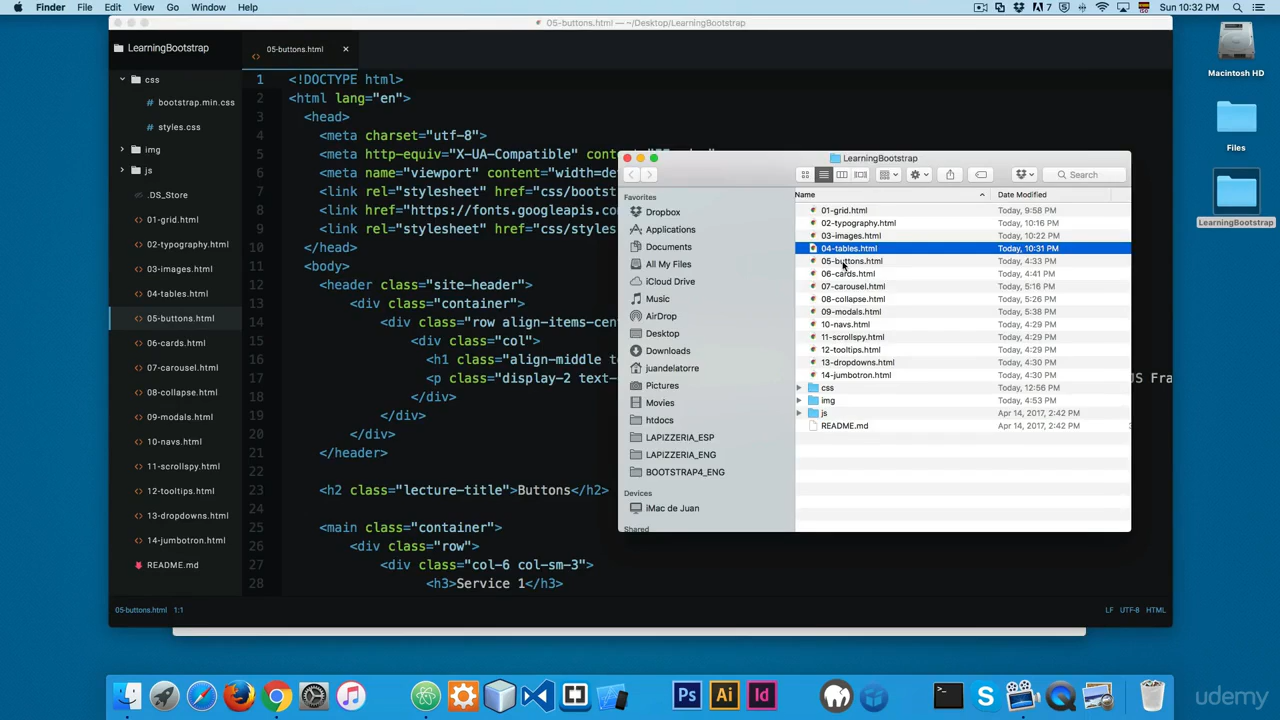 Finder File Edit View Go Window Help
7 Sun 10:32 PM
05-buttons.html — ~/Desktop/LearningBootstrap
LearningBootstrap
05-buttons.html
css
bootstrap.min.css
styles.css
img
js
.DS_Store
01-grid.html
02-typography.html
03-images.html
04-tables.html
05-buttons.html
06-cards.html
07-carousel.html
08-collapse.html
09-modals.html
10-navs.html
11-scrollspy.html
12-tooltips.html
13-dropdowns.html
14-jumbotron.html
README.md
1 <!DOCTYPE html>
2 <html lang="en">
3 <head>
4 <meta charset="utf-8">
5 <meta http-equiv="X-UA-Compatible"
6 <meta name="viewport" content="wid
7 <link rel="stylesheet" href="css/boots
8 <link href="https://fonts.googleapis.co
9 <link rel="stylesheet" href="css/styles
10 </head>
11 <body>
12 <header class="site-header">
13 <div class="container">
14 <div class="row align-items-cen
15 <div class="col">
16 <h1 class="align-middle t
17 <p class="display-2 text- JS Fra
18 </div>
19 </div>
20 </div>
21 </header>
22
23 <h2 class="lecture-title">Buttons</h2>
24
25 <main class="container">
26 <div class="row">
27 <div class="col-6 col-sm-3">
28 <h3>Service 1</h3>
05-buttons.html 1:1
LF UTF-8 HTML
LearningBootstrap
Search
Favorites
Dropbox
Applications
Documents
All My Files
iCloud Drive
Music
AirDrop
Desktop
Downloads
juandelatorre
Pictures
Movies
htdocs
LAPIZZERIA_ESP
LAPIZZERIA_ENG
BOOTSTRAP4_ENG
Devices
iMac de Juan
Shared
Name Date Modified
01-grid.html Today, 9:58 PM
02-typography.html Today, 10:16 PM
03-images.html Today, 10:22 PM
04-tables.html Today, 10:31 PM
05-buttons.html Today, 4:33 PM
06-cards.html Today, 4:41 PM
07-carousel.html Today, 5:16 PM
08-collapse.html Today, 5:26 PM
09-modals.html Today, 5:38 PM
10-navs.html Today, 4:29 PM
11-scrollspy.html Today, 4:29 PM
12-tooltips.html Today, 4:29 PM
13-dropdowns.html Today, 4:30 PM
14-jumbotron.html Today, 4:30 PM
css Today, 12:56 PM
img Today, 4:53 PM
js Apr 14, 2017, 2:42 PM
README.md Apr 14, 2017, 2:42 PM
Macintosh HD
Files
LearningBootstrap
Ps Ai Id
udemy